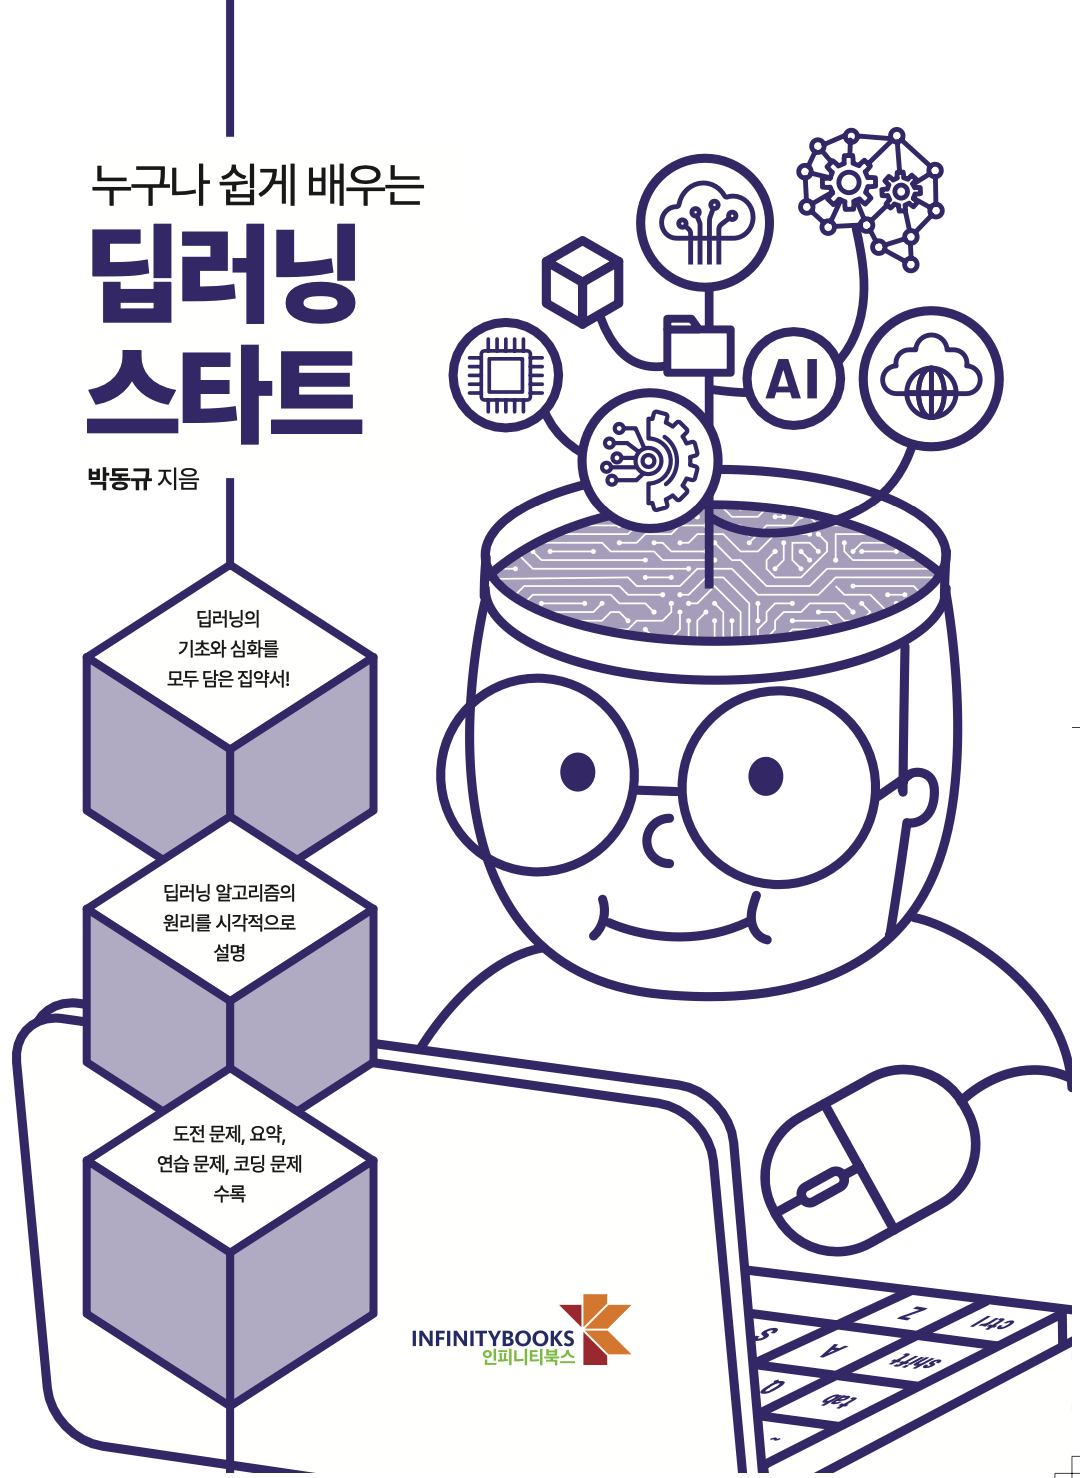 누구나 쉽게 배우는
딥러닝
스타트
박동규 지음
AI
딥러닝의
기초와 심화를
모두 담은 집약서!
딥러닝 알고리즘의
원리를 시각적으로
설명
도전 문제, 요약,
연습 문제, 코딩 문제
수록
INFINITYBOOKS
인피니티북스
Z ctrl
S A shift
Q tab
~